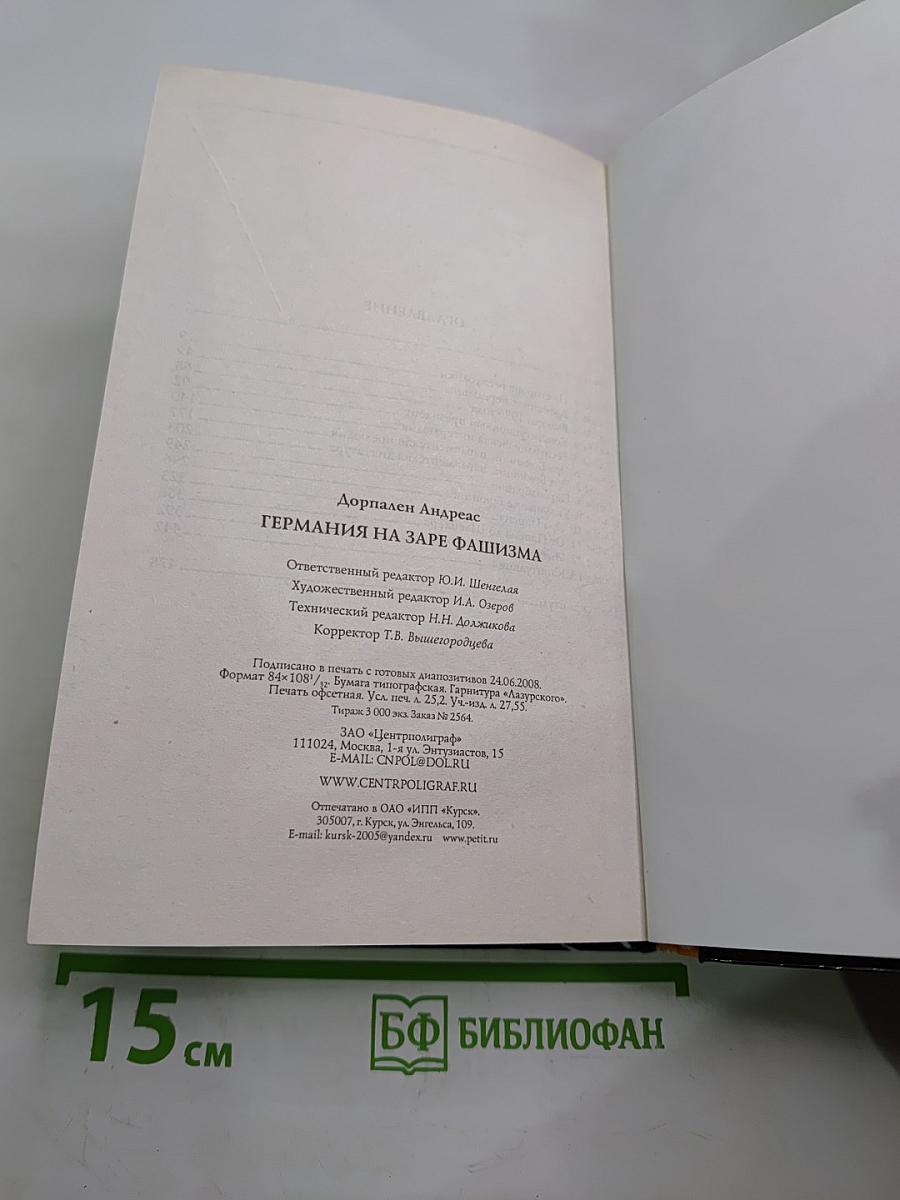 Дорпален Андреас
ГЕРМАНИЯ НА ЗАРЕ ФАШИЗМА
Ответственный редактор Ю.И. Шенгелая
Художественный редактор И.А. Озеров
Технический редактор Н.Н. Должикова
Корректор Т.В. Вышегородцева
Подписано в печать с готовых диапозитивов 24.06.2008.
Формат 84×108¹/₃₂. Бумага типографская. Гарнитура «Лазурского».
Печать офсетная. Усл. печ. л. 25,2. Уч.-изд. л. 27,55.
Тираж 3 000 экз. Заказ № 2564.
ЗАО «Центрполиграф»
111024, Москва, 1-я ул. Энтузиастов, 15
E-MAIL: CNPOL@DOL.RU
WWW.CENTRPOLIGRAF.RU
Отпечатано в ОАО «ИПП «Курск».
305007, г. Курск, ул. Энгельса, 109.
E-mail: kursk-2005@yandex.ru www.petit.ru
15 см
БФ БИБЛИОФАН